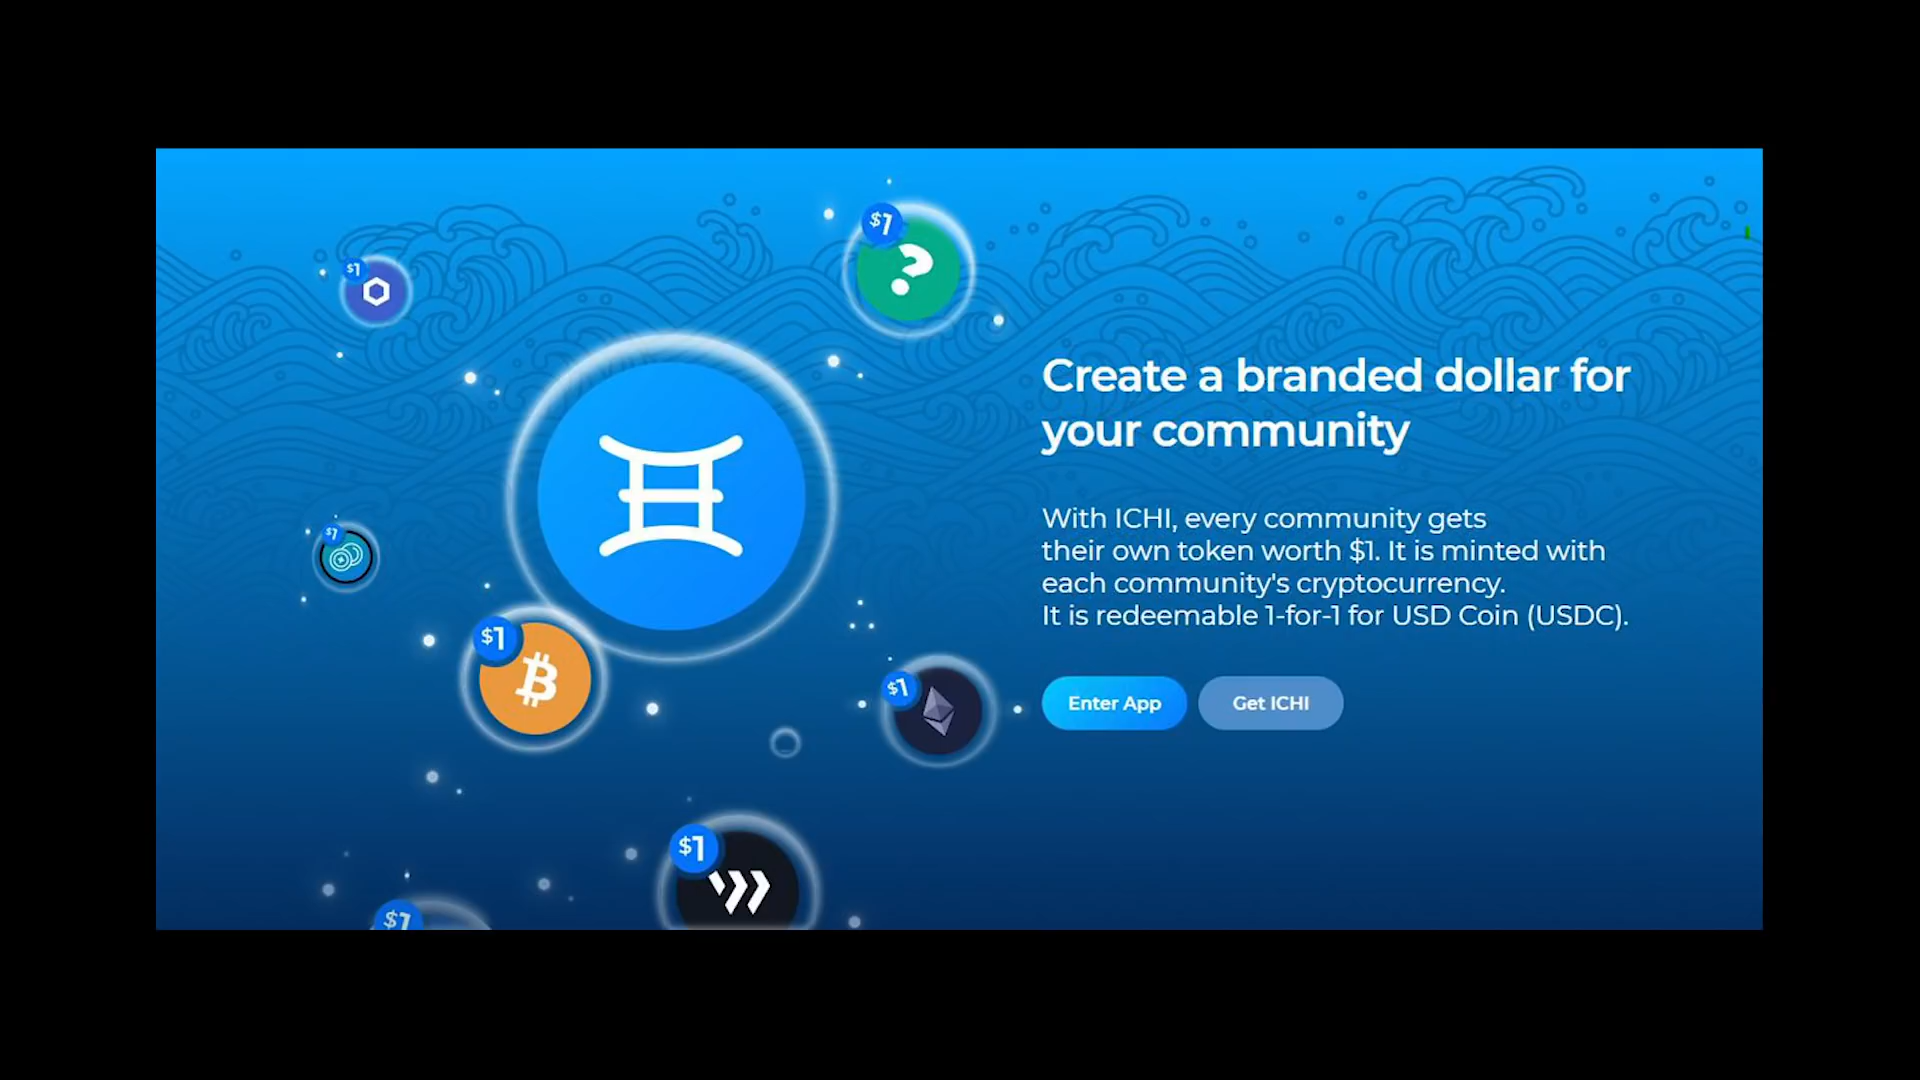 $1
$1
Create a branded dollar for
your community
With ICHI, every community gets
their own token worth $1. It is minted with
each community's cryptocurrency.
It is redeemable 1-for-1 for USD Coin (USDC).
$1
$1
$1
Enter App
Get ICHI
$1
$1